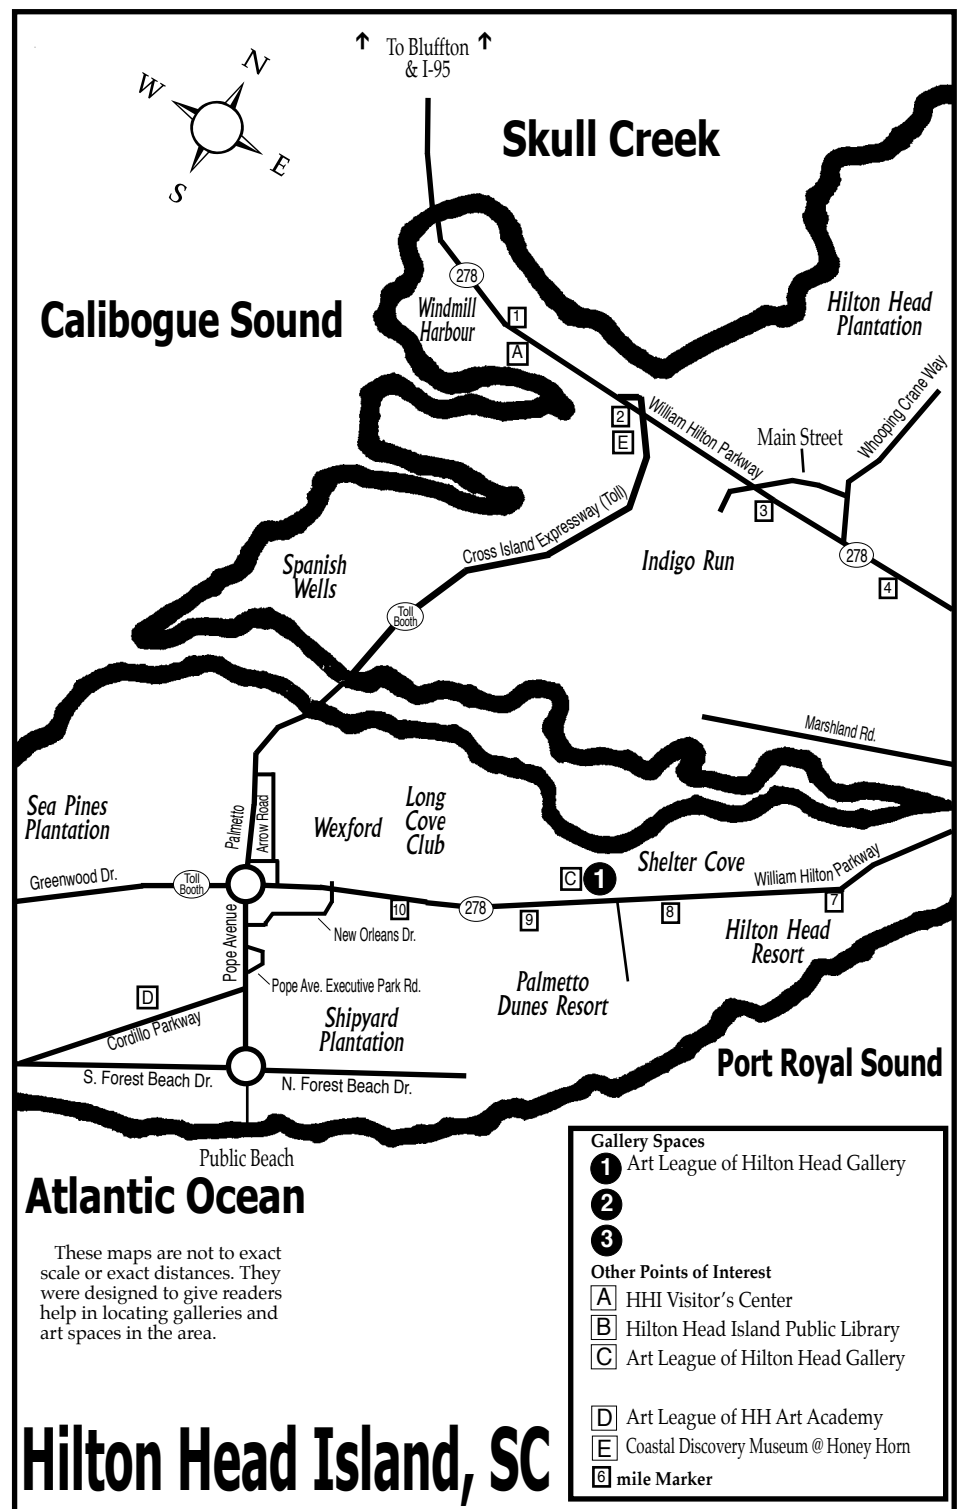 To Bluffton
& I-95
N
W
E
S
Skull Creek
278
Windmill
Harbour
1
A
Calibogue Sound
Hilton Head
Plantation
2
E
William Hilton Parkway
Main Street
Whooping Crane Way
3
278
4
Cross Island Expressway (Toll)
Indigo Run
Spanish
Wells
Toll
Booth
Marshland Rd.
Sea Pines
Plantation
Palmetto
Arrow Road
Wexford
Long
Cove
Club
Shelter Cove
C
1
William Hilton Parkway
Greenwood Dr.
Toll
Booth
10
278
9
8
7
New Orleans Dr.
Pope Avenue
Hilton Head
Resort
Pope Ave. Executive Park Rd.
Palmetto
Dunes Resort
D
Cordillo Parkway
Shipyard
Plantation
Port Royal Sound
S. Forest Beach Dr.
N. Forest Beach Dr.
Public Beach
Atlantic Ocean
These maps are not to exact
scale or exact distances. They
were designed to give readers
help in locating galleries and
art spaces in the area.
Hilton Head Island, SC
Gallery Spaces
1 Art League of Hilton Head Gallery
2
3
Other Points of Interest
A HHI Visitor's Center
B Hilton Head Island Public Library
C Art League of Hilton Head Gallery
D Art League of HH Art Academy
E Coastal Discovery Museum @ Honey Horn
6 mile Marker